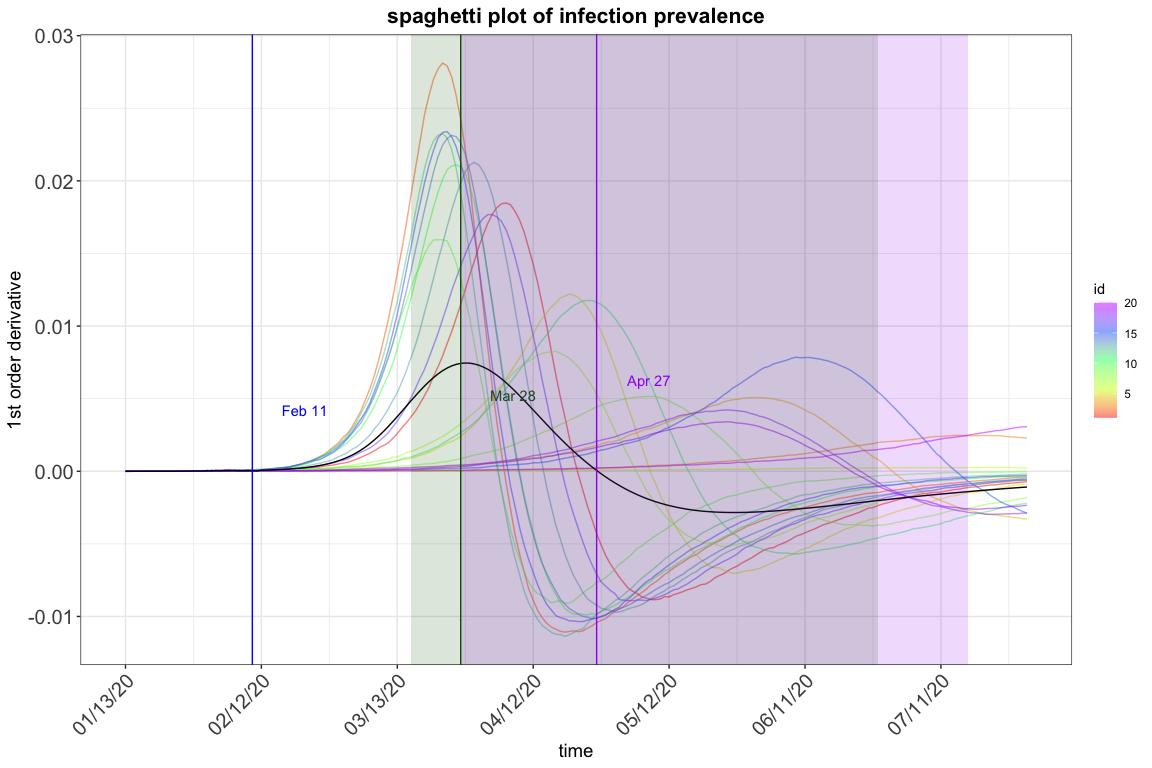 spaghetti plot of infection prevalence
1st order derivative
0.03
0.02
0.01
0.00
-0.01
Feb 11
Mar 28
Apr 27
01/13/20
02/12/20
03/13/20
04/12/20
05/12/20
06/11/20
07/11/20
time
id
20
15
10
5